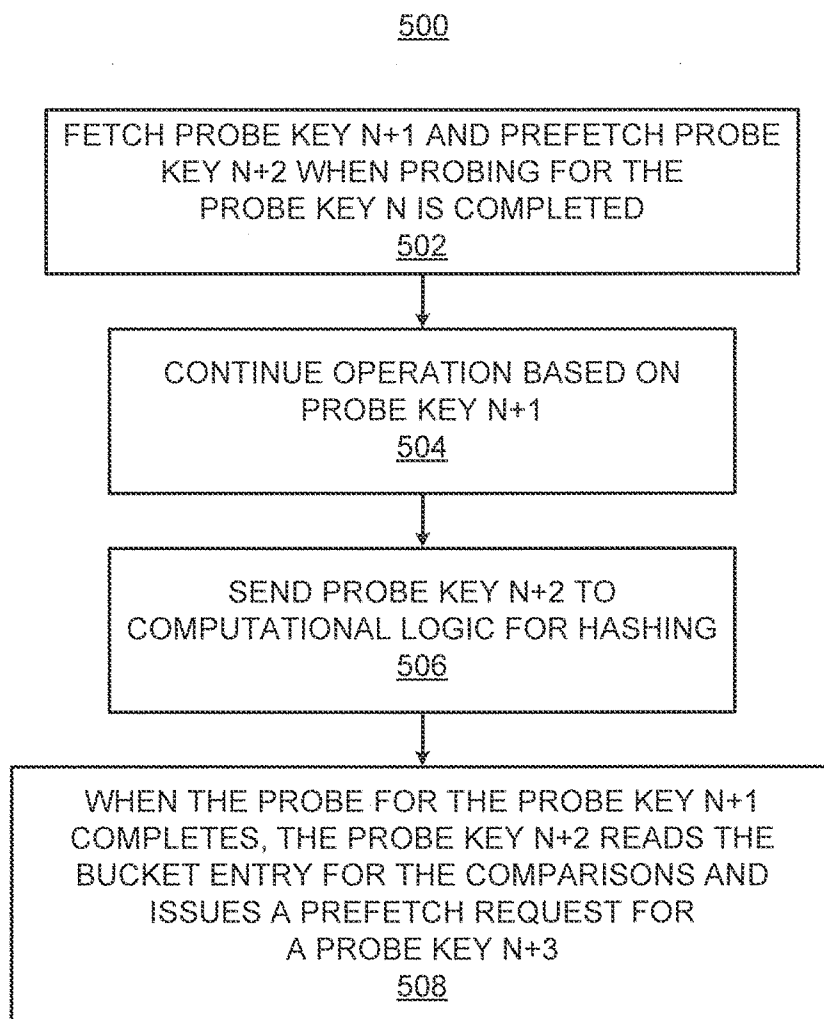 500
FETCH PROBE KEY N+1 AND PREFETCH PROBE
KEY N+2 WHEN PROBING FOR THE
PROBE KEY N IS COMPLETED
502
CONTINUE OPERATION BASED ON
PROBE KEY N+1
504
SEND PROBE KEY N+2 TO
COMPUTATIONAL LOGIC FOR HASHING
506
WHEN THE PROBE FOR THE PROBE KEY N+1
COMPLETES, THE PROBE KEY N+2 READS THE
BUCKET ENTRY FOR THE COMPARISONS AND
ISSUES A PREFETCH REQUEST FOR
A PROBE KEY N+3
508